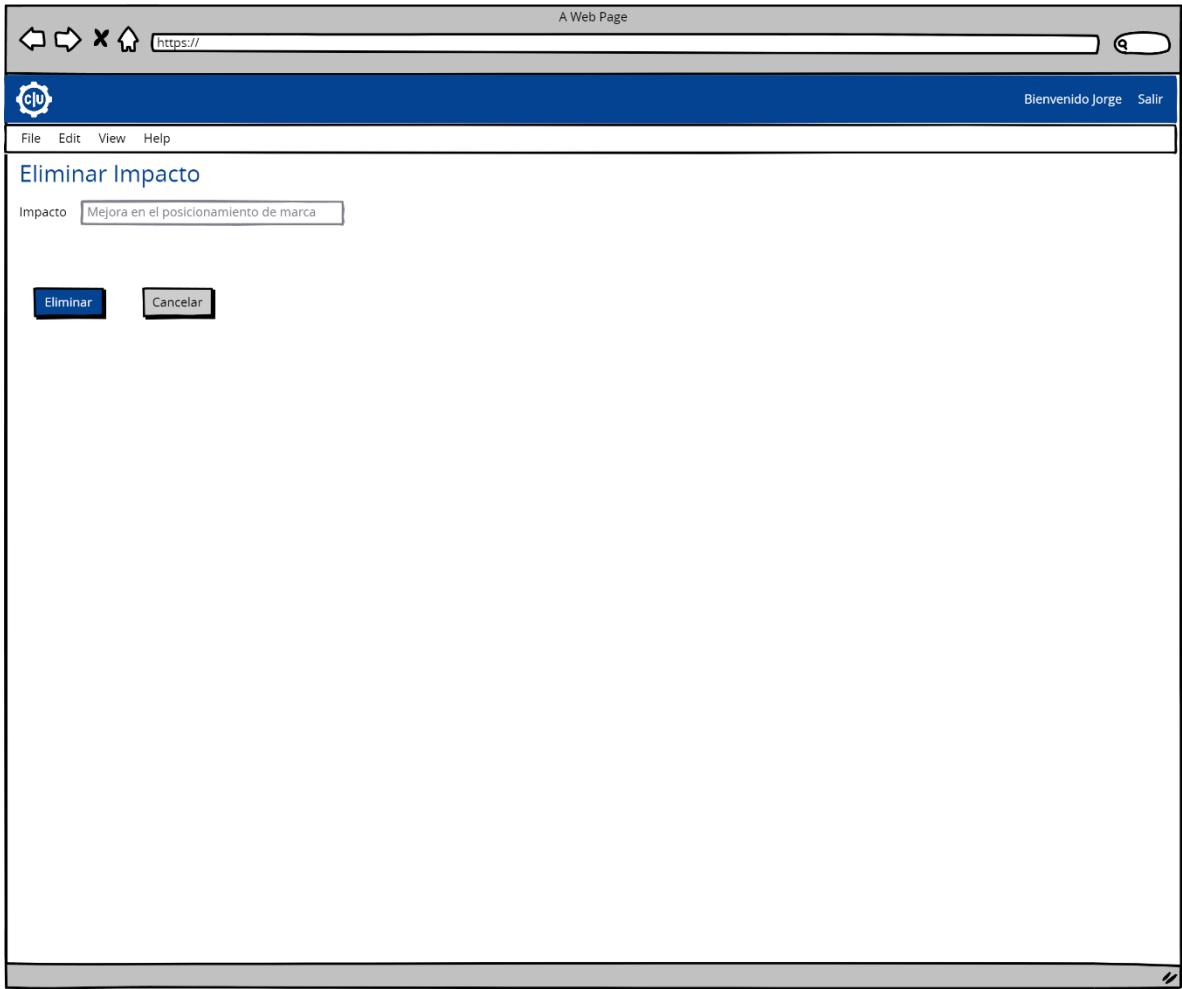 A Web Page
https://
c|U
Bienvenido Jorge Salir
File Edit View Help
Eliminar Impacto
Impacto Mejora en el posicionamiento de marca
Eliminar Cancelar